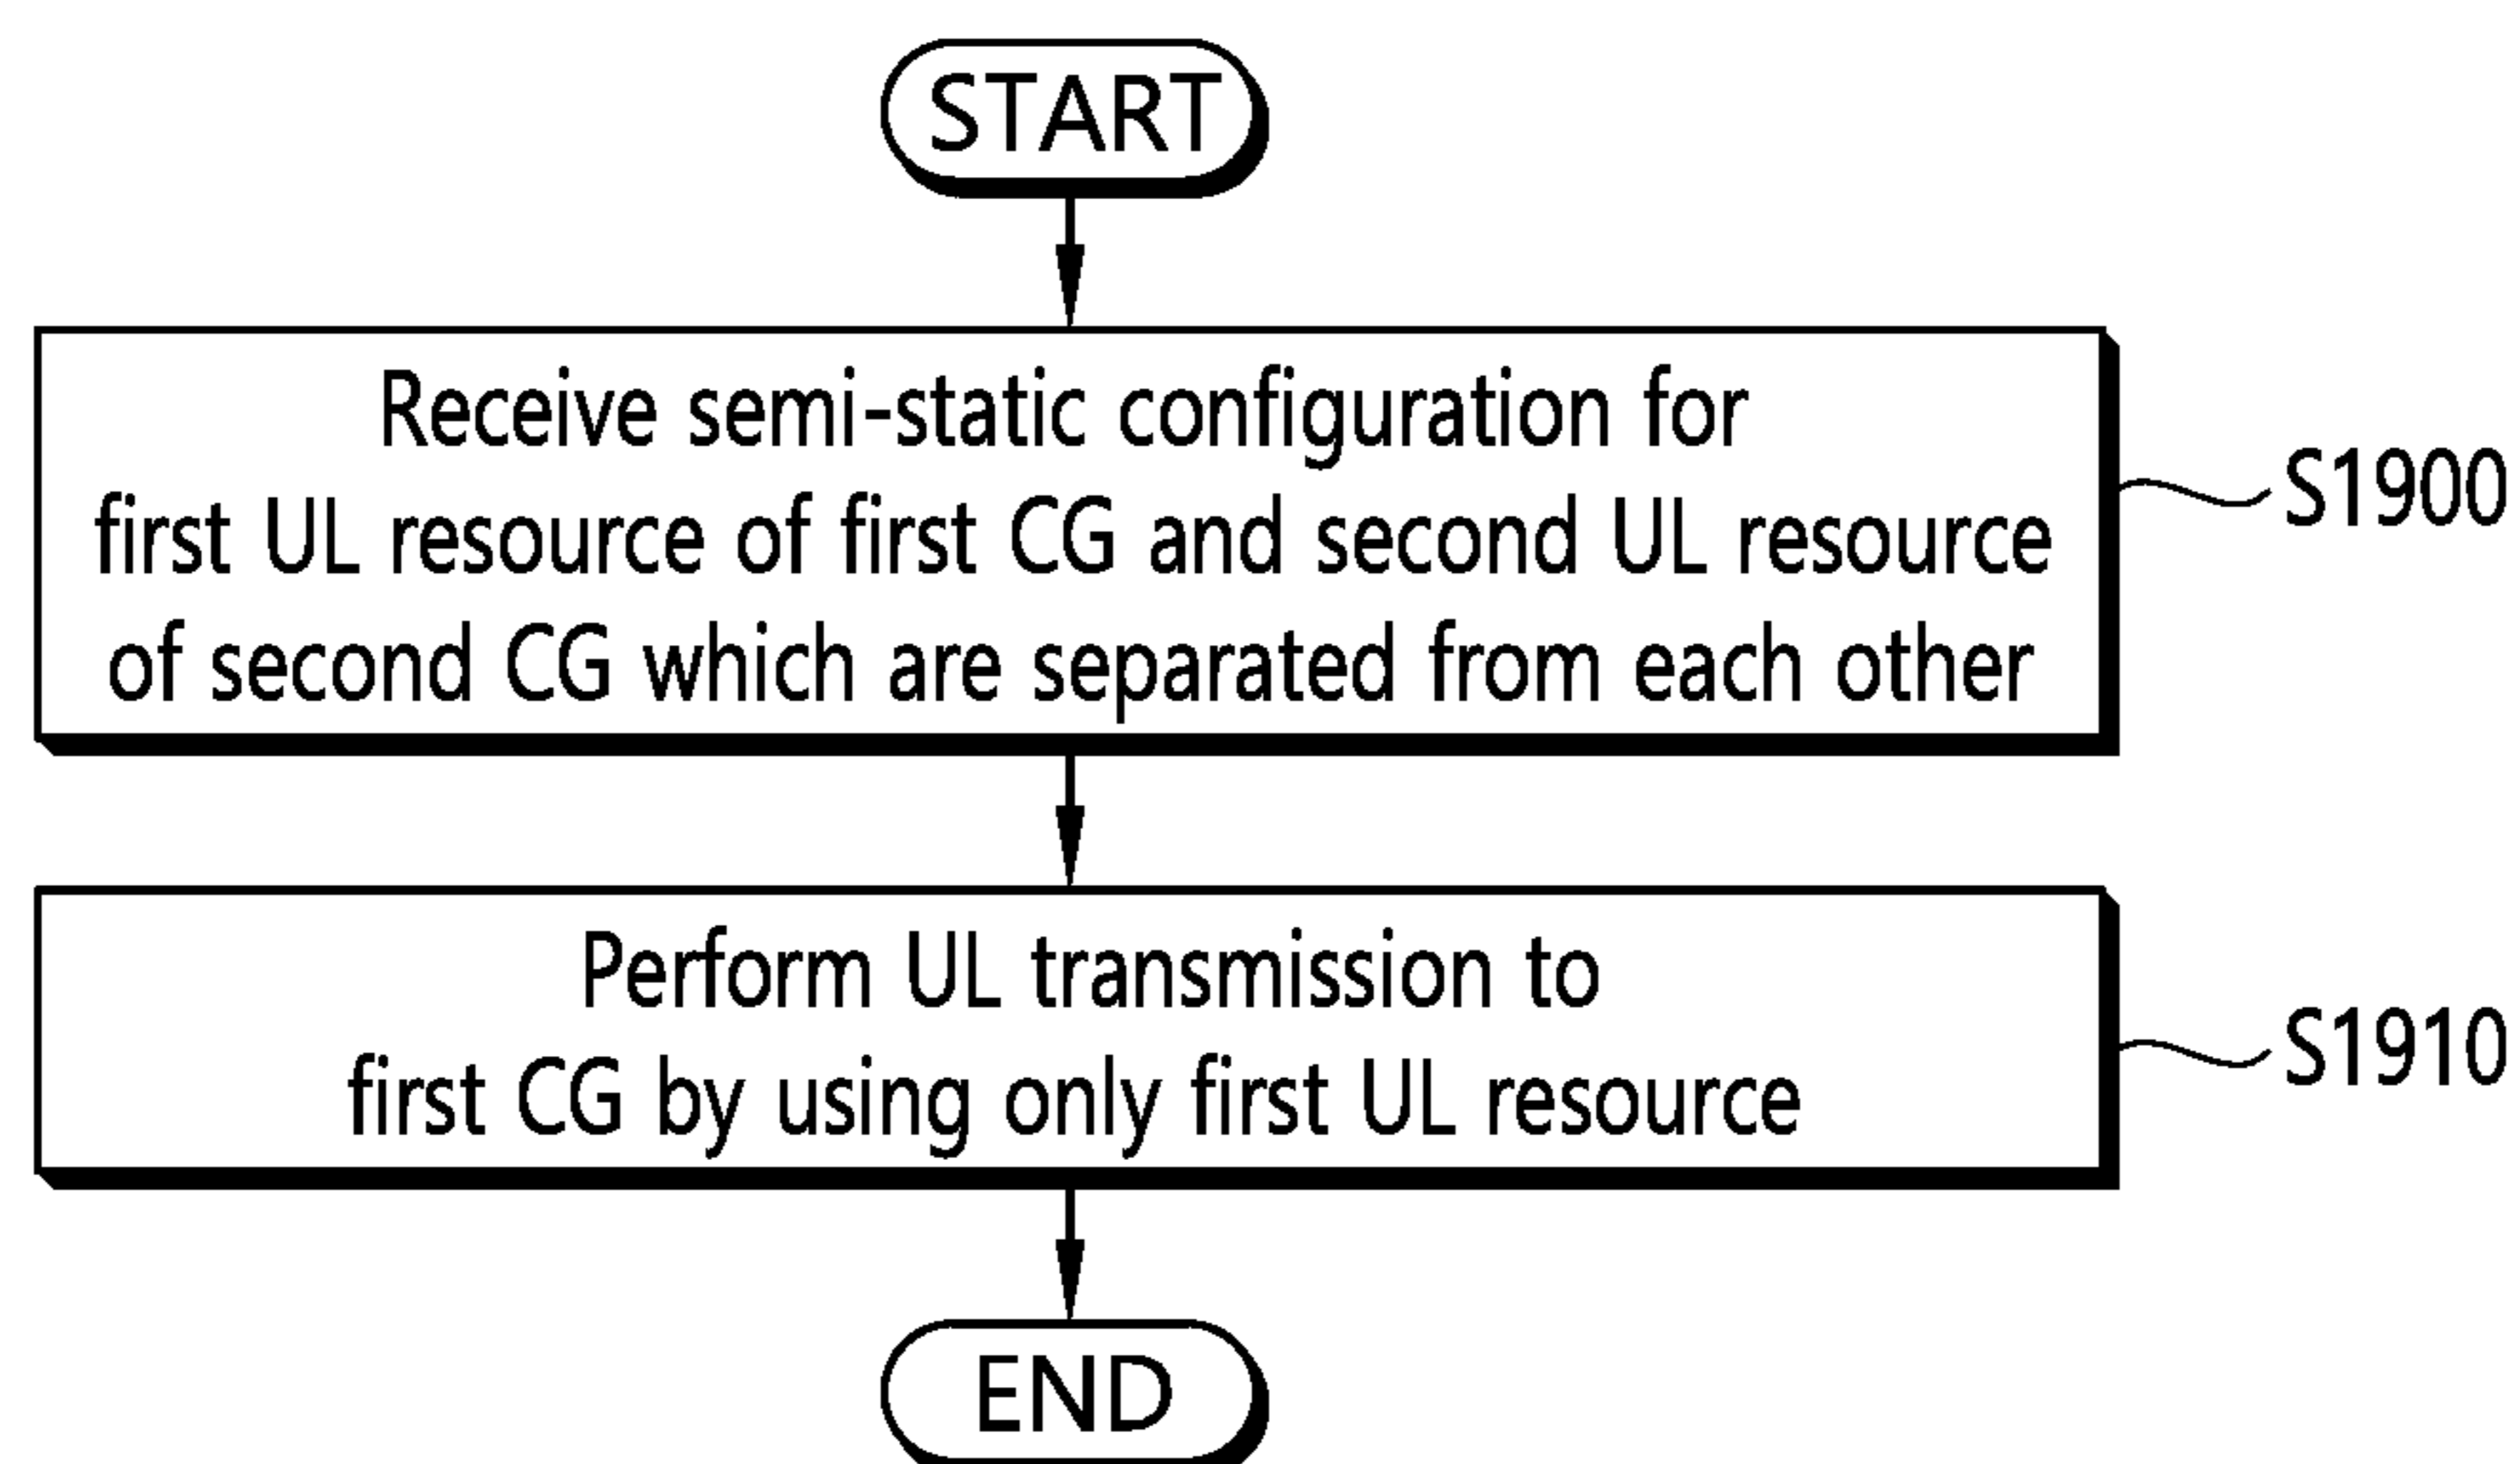 START
Receive semi-static configuration for
first UL resource of first CG and second UL resource
of second CG which are separated from each other
S1900
Perform UL transmission to
first CG by using only first UL resource
S1910
END